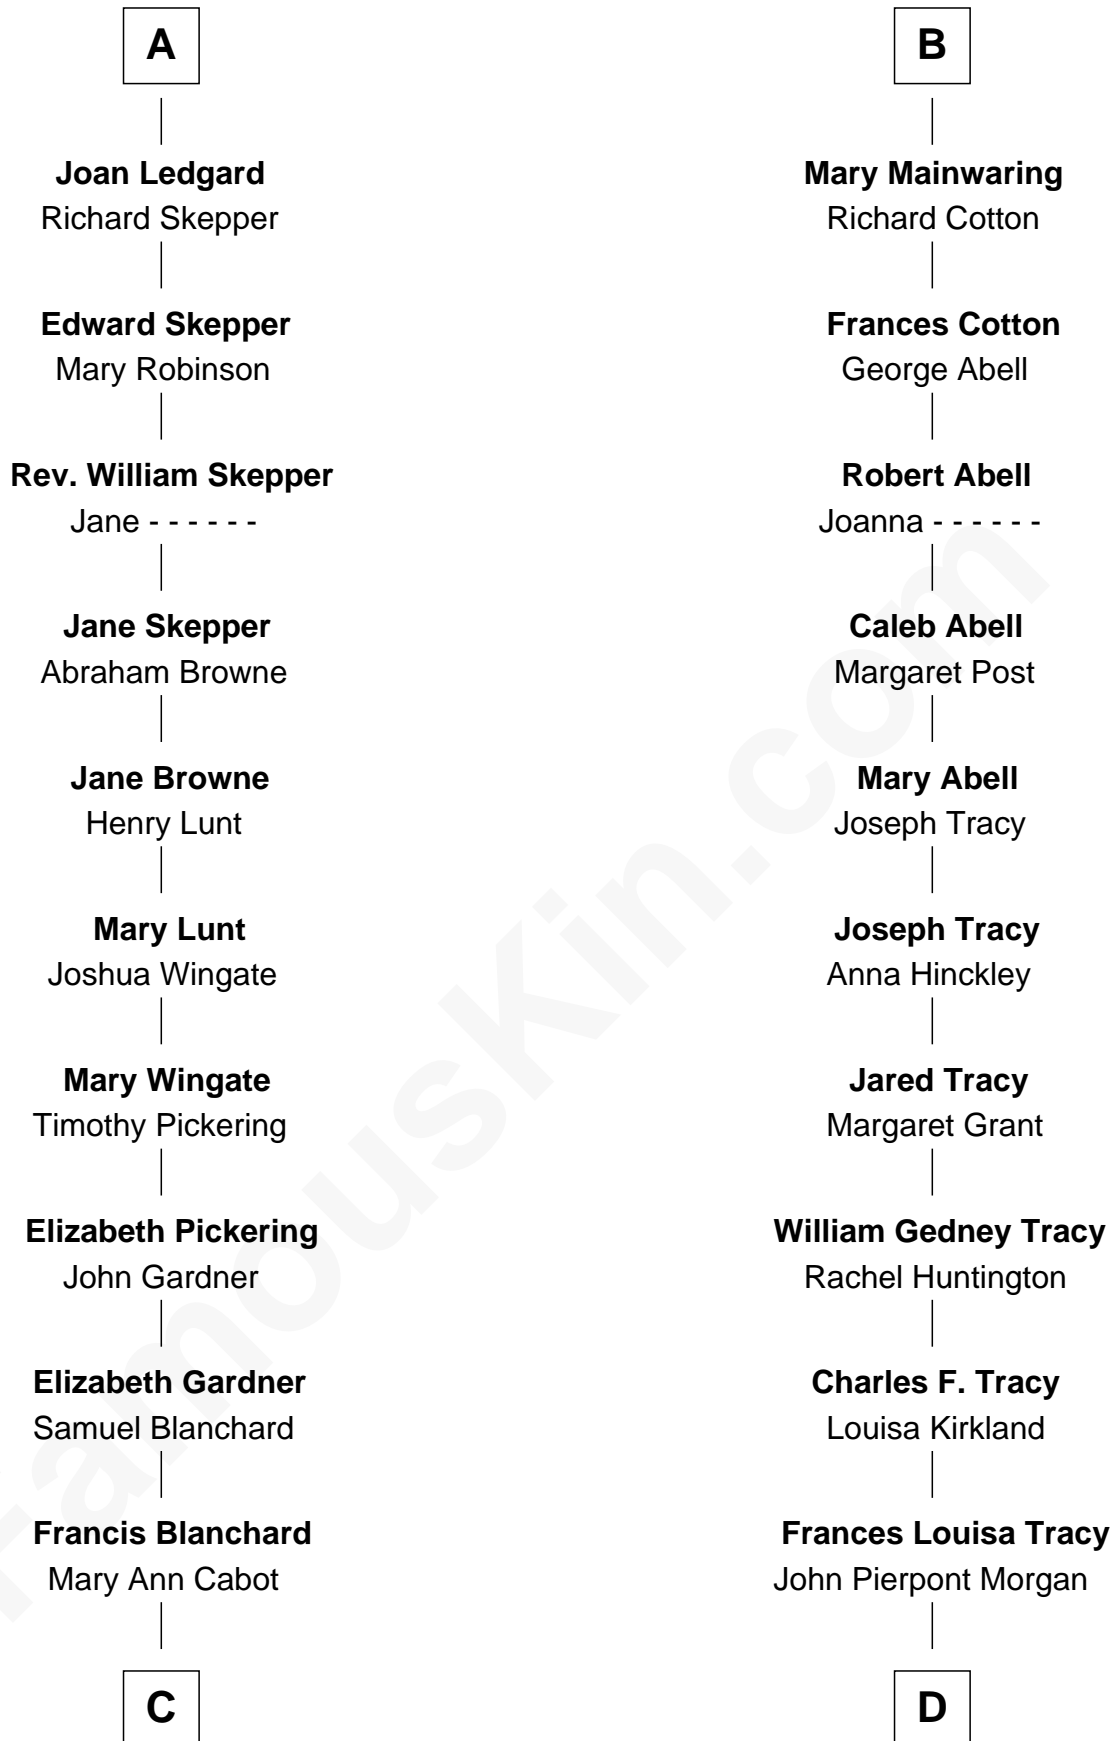 A
Joan Ledgard
Richard Skepper
Edward Skepper
Mary Robinson
Rev. William Skepper
Jane - - - - - -
Jane Skepper
Abraham Browne
Jane Browne
Henry Lunt
Mary Lunt
Joshua Wingate
Mary Wingate
Timothy Pickering
Elizabeth Pickering
John Gardner
Elizabeth Gardner
Samuel Blanchard
Francis Blanchard
Mary Ann Cabot
C
B
Mary Mainwaring
Richard Cotton
Frances Cotton
George Abell
Robert Abell
Joanna - - - - - -
Caleb Abell
Margaret Post
Mary Abell
Joseph Tracy
Joseph Tracy
Anna Hinckley
Jared Tracy
Margaret Grant
William Gedney Tracy
Rachel Huntington
Charles F. Tracy
Louisa Kirkland
Frances Louisa Tracy
John Pierpont Morgan
D
FamousKin.com